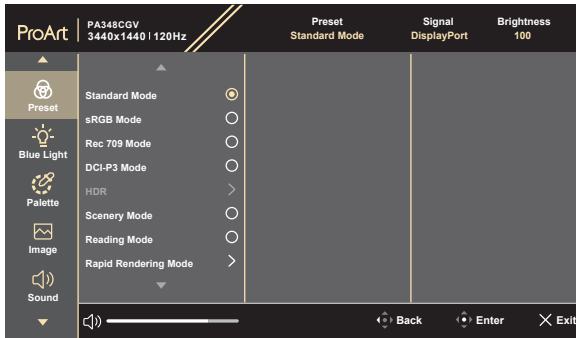 ProArt
PA348CGV
3440x1440 120Hz
Preset
Standard Mode
Signal
DisplayPort
Brightness
100
Preset
Blue Light
Palette
Image
Sound
Standard Mode
sRGB Mode
Rec 709 Mode
DCI-P3 Mode
HDR
Scenery Mode
Reading Mode
Rapid Rendering Mode
Back
Enter
Exit